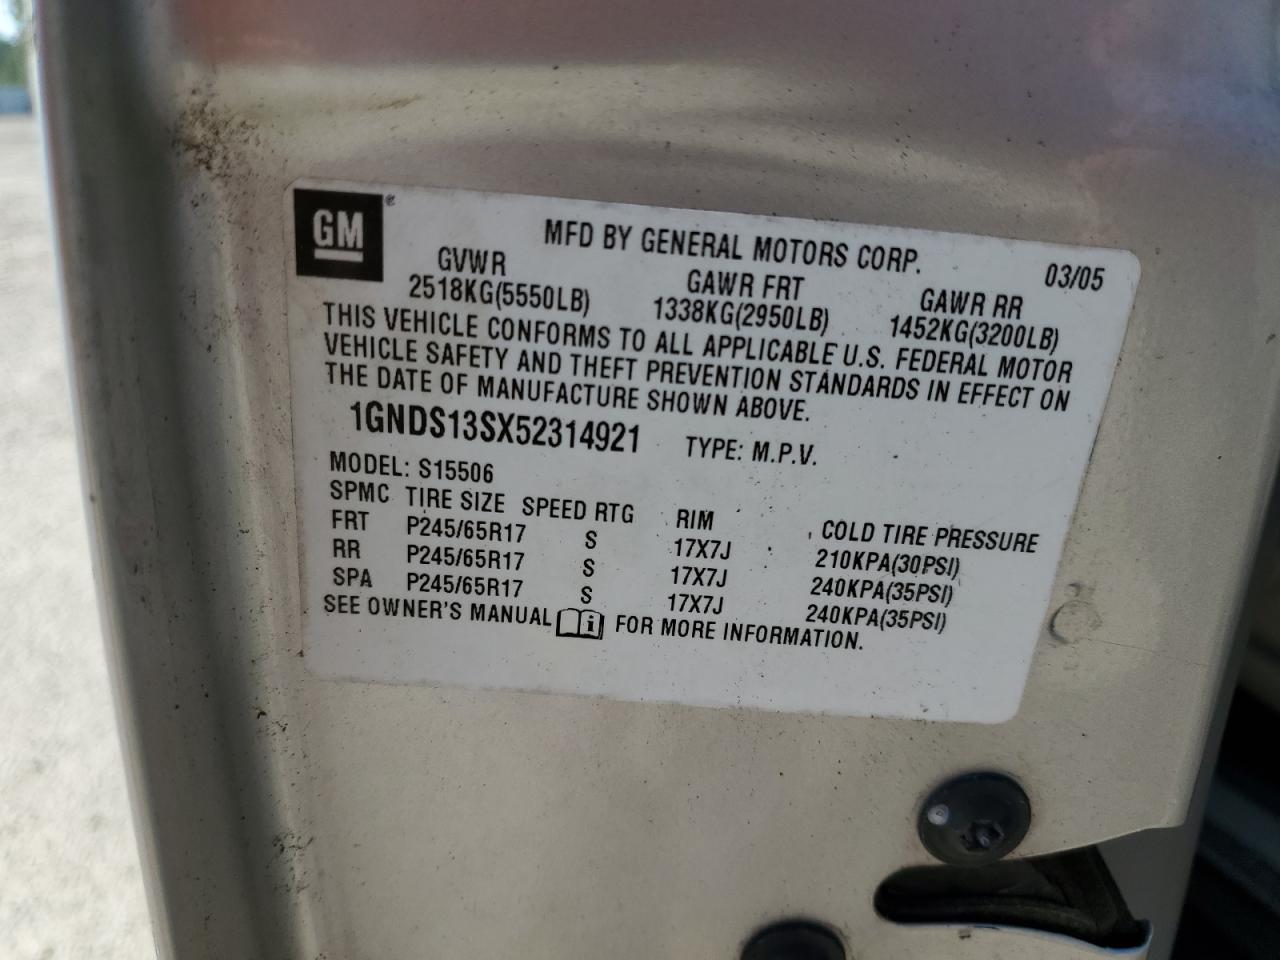 GM®
MFD BY GENERAL MOTORS CORP. 03/05
GVWR GAWR FRT GAWR RR
2518KG(5550LB) 1338KG(2950LB) 1452KG(3200LB)
THIS VEHICLE CONFORMS TO ALL APPLICABLE U.S. FEDERAL MOTOR
VEHICLE SAFETY AND THEFT PREVENTION STANDARDS IN EFFECT ON
THE DATE OF MANUFACTURE SHOWN ABOVE.
1GNDS13SX52314921 TYPE: M.P.V.
MODEL: S15506
SPMC TIRE SIZE SPEED RTG RIM COLD TIRE PRESSURE
FRT P245/65R17 S 17X7J 210KPA(30PSI)
RR P245/65R17 S 17X7J 240KPA(35PSI)
SPA P245/65R17 S 17X7J 240KPA(35PSI)
SEE OWNER'S MANUAL i FOR MORE INFORMATION.